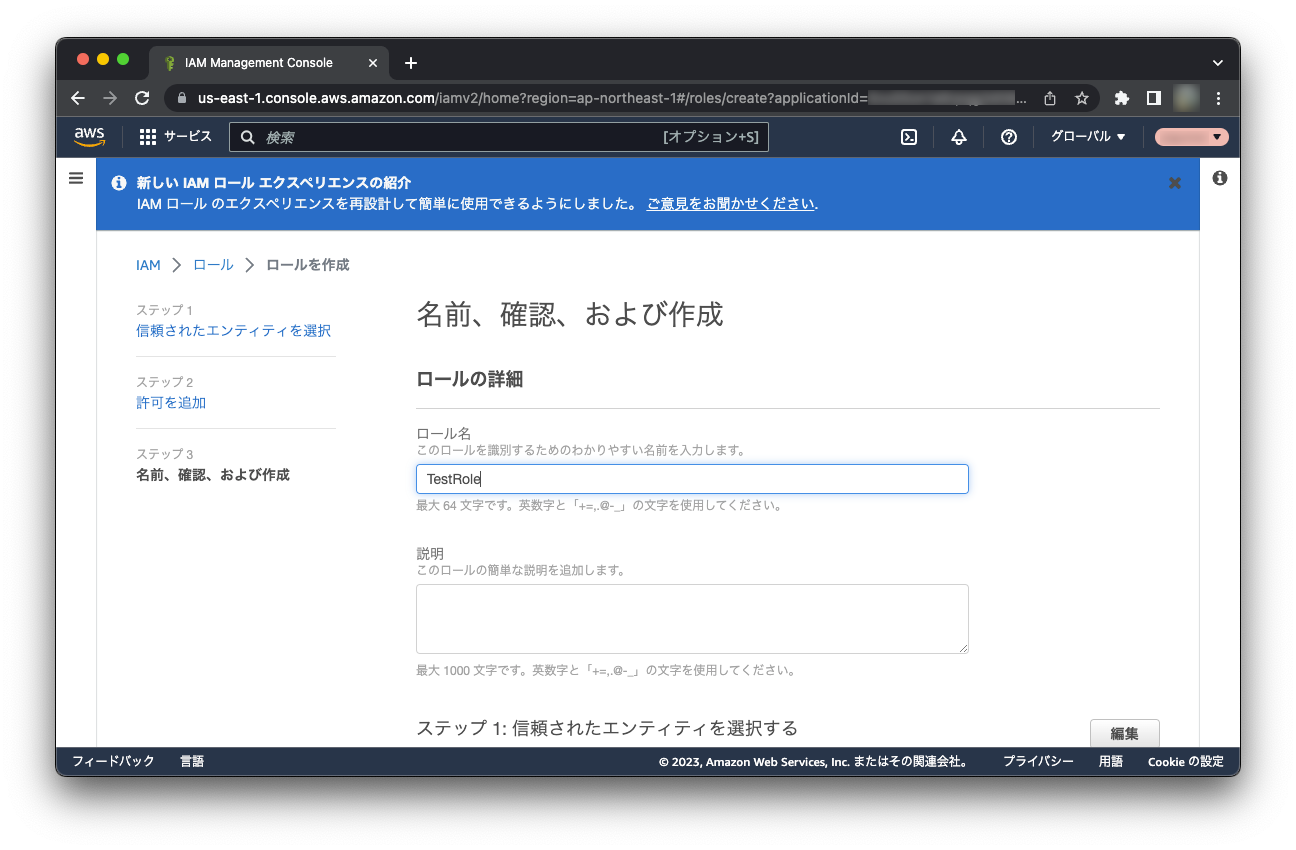 IAM Management Console
us-east-1.console.aws.amazon.com/iamv2/home?region=ap-northeast-1#/roles/create?applicationId=
...
aws
サービス
検索
[オプション+S]
グローバル
新しい IAM ロール エクスペリエンスの紹介
IAM ロール のエクスペリエンスを再設計して簡単に使用できるようにしました。 ご意見をお聞かせください.
IAM
ロール
ロールを作成
ステップ 1
信頼されたエンティティを選択
ステップ 2
許可を追加
ステップ 3
名前、確認、および作成
名前、確認、および作成
ロールの詳細
ロール名
このロールを識別するためのわかりやすい名前を入力します。
TestRole
最大 64 文字です。英数字と「+=,.@-_」の文字を使用してください。
説明
このロールの簡単な説明を追加します。
最大 1000 文字です。英数字と「+=,.@-_」の文字を使用してください。
ステップ 1: 信頼されたエンティティを選択する
編集
フィードバック
言語
© 2023, Amazon Web Services, Inc. またはその関連会社。
プライバシー
用語
Cookie の設定